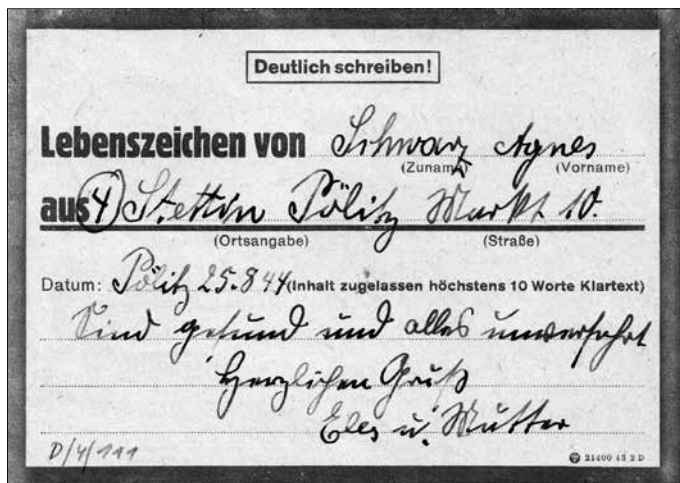 Deutlich schreiben!
Lebenszeichen von Schwarz Agnes
(Zuname) (Vorname)
aus 4) Stettin Pölitz Markt 10.
(Ortsangabe) (Straße)
Datum: Pölitz 25.8 44 (Inhalt zugelassen höchstens 10 Worte Klartext)
Sind gesund und alles unversehrt
Herzlichen Gruß
u. Mutter
D/4/111
21400 43 2 D